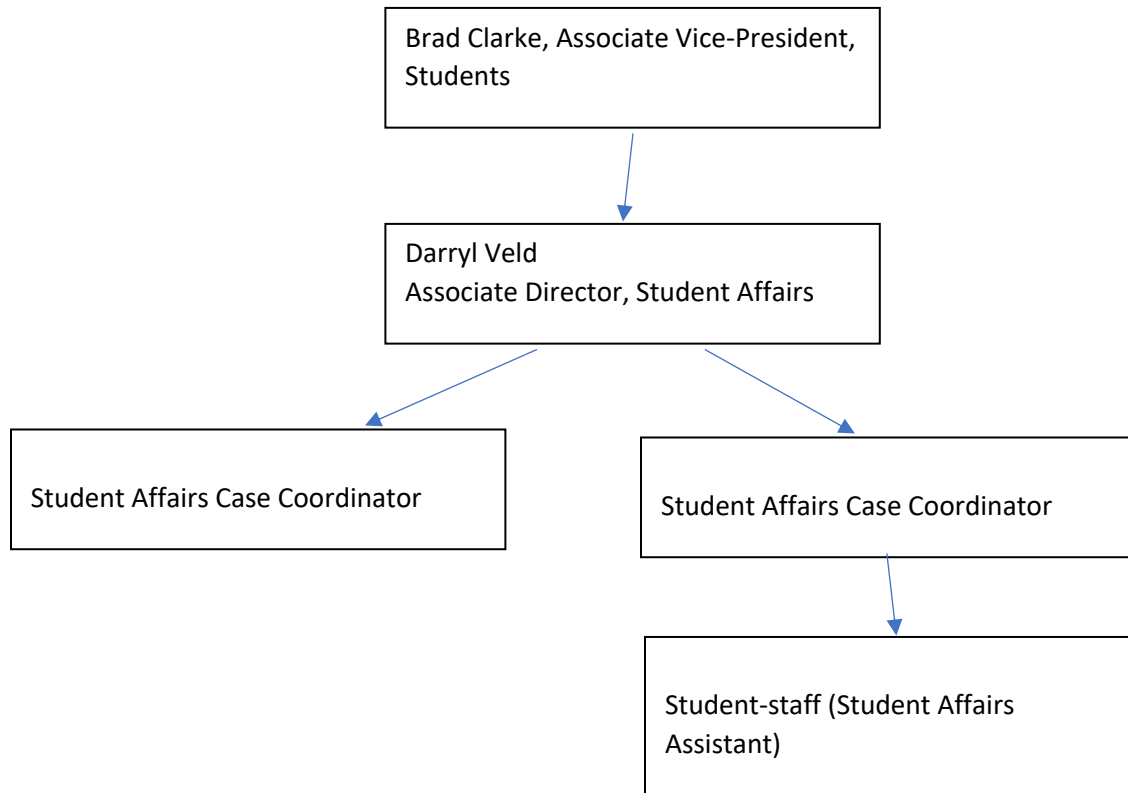 Brad Clarke, Associate Vice-President,
Students
Darryl Veld
Associate Director, Student Affairs
Student Affairs Case Coordinator
Student Affairs Case Coordinator
Student-staff (Student Affairs
Assistant)